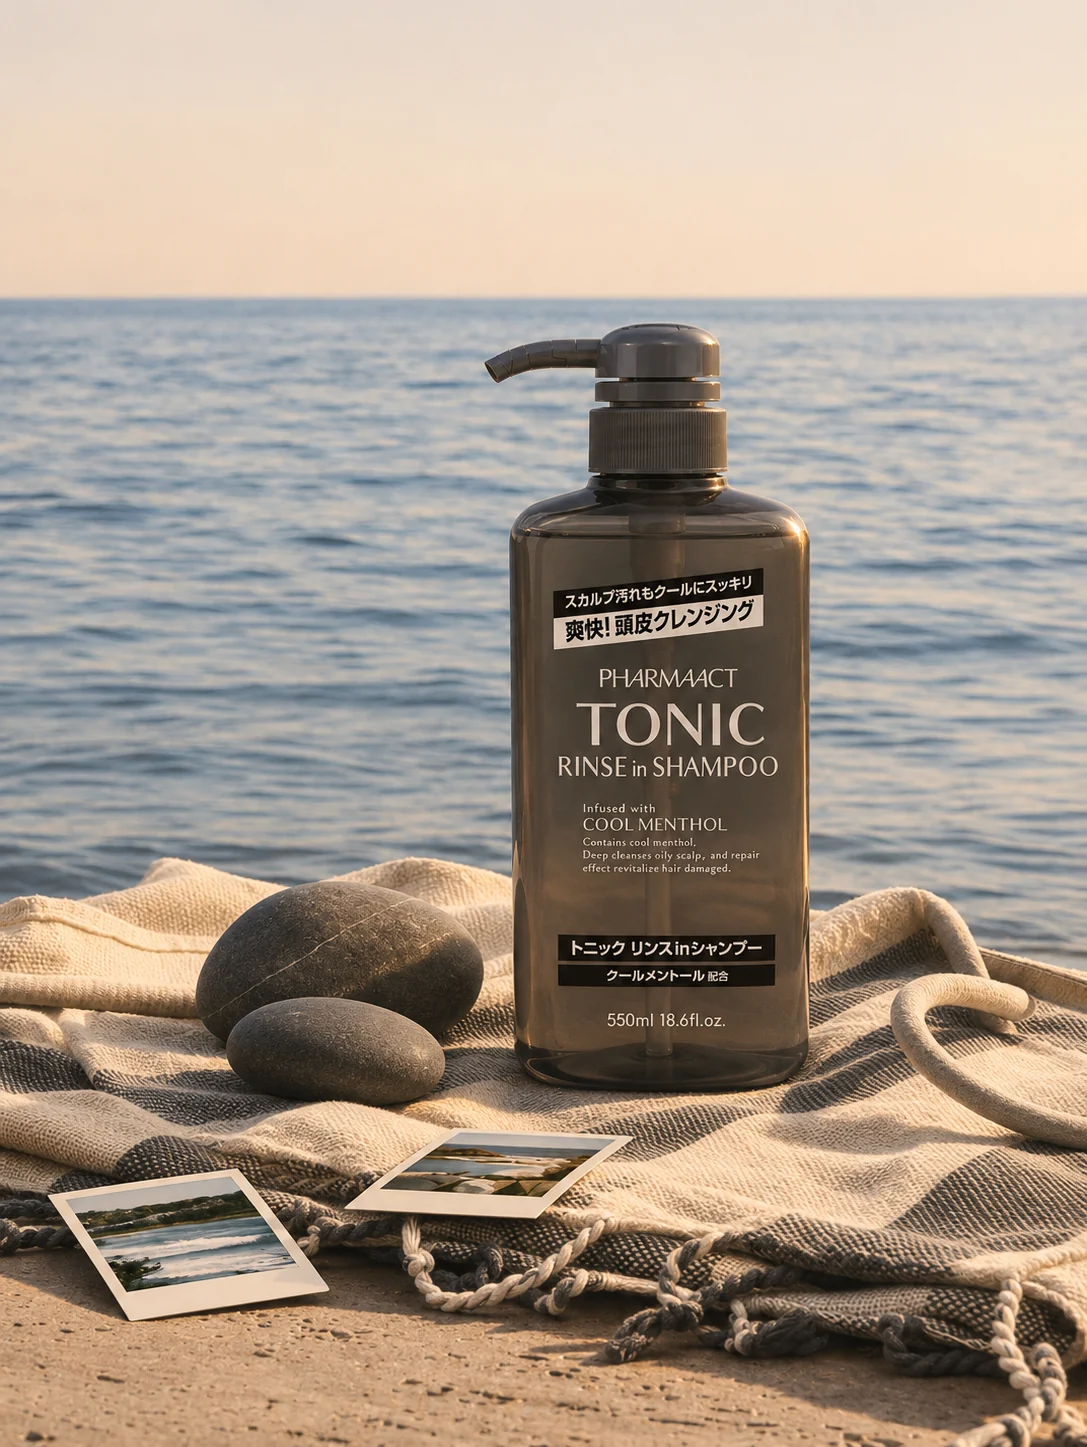 スカルプ汚れもクールにスッキリ
爽快!頭皮クレンジング
PHARMAACT
TONIC
RINSE in SHAMPOO
Infused with
COOL MENTHOL
Contains cool menthol.
Deep cleanses oily scalp, and repair
effect revitalize hair damaged.
トニック リンスinシャンプー
クールメントール 配合
550ml 18.6fl.oz.